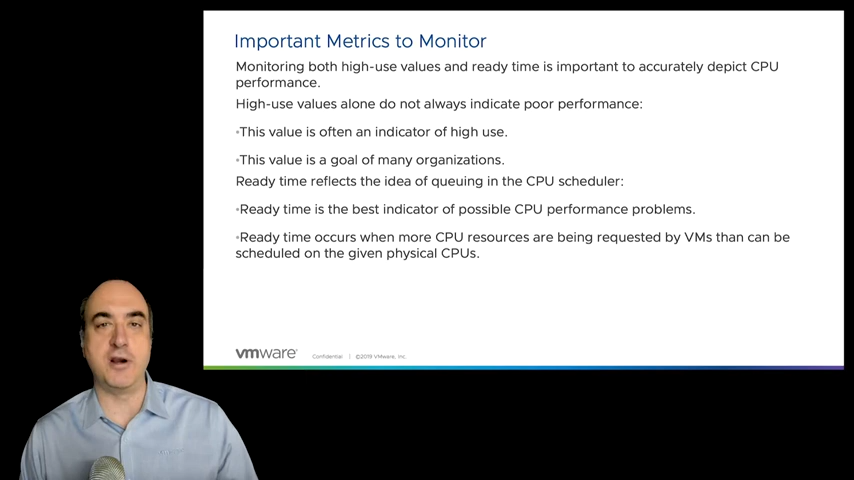 Important Metrics to Monitor
Monitoring both high-use values and ready time is important to accurately depict CPU
performance.
High-use values alone do not always indicate poor performance:
•This value is often an indicator of high use.
•This value is a goal of many organizations.
Ready time reflects the idea of queuing in the CPU scheduler:
•Ready time is the best indicator of possible CPU performance problems.
•Ready time occurs when more CPU resources are being requested by VMs than can be
scheduled on the given physical CPUs.
vmware® Confidential | ©2019 VMware, Inc.